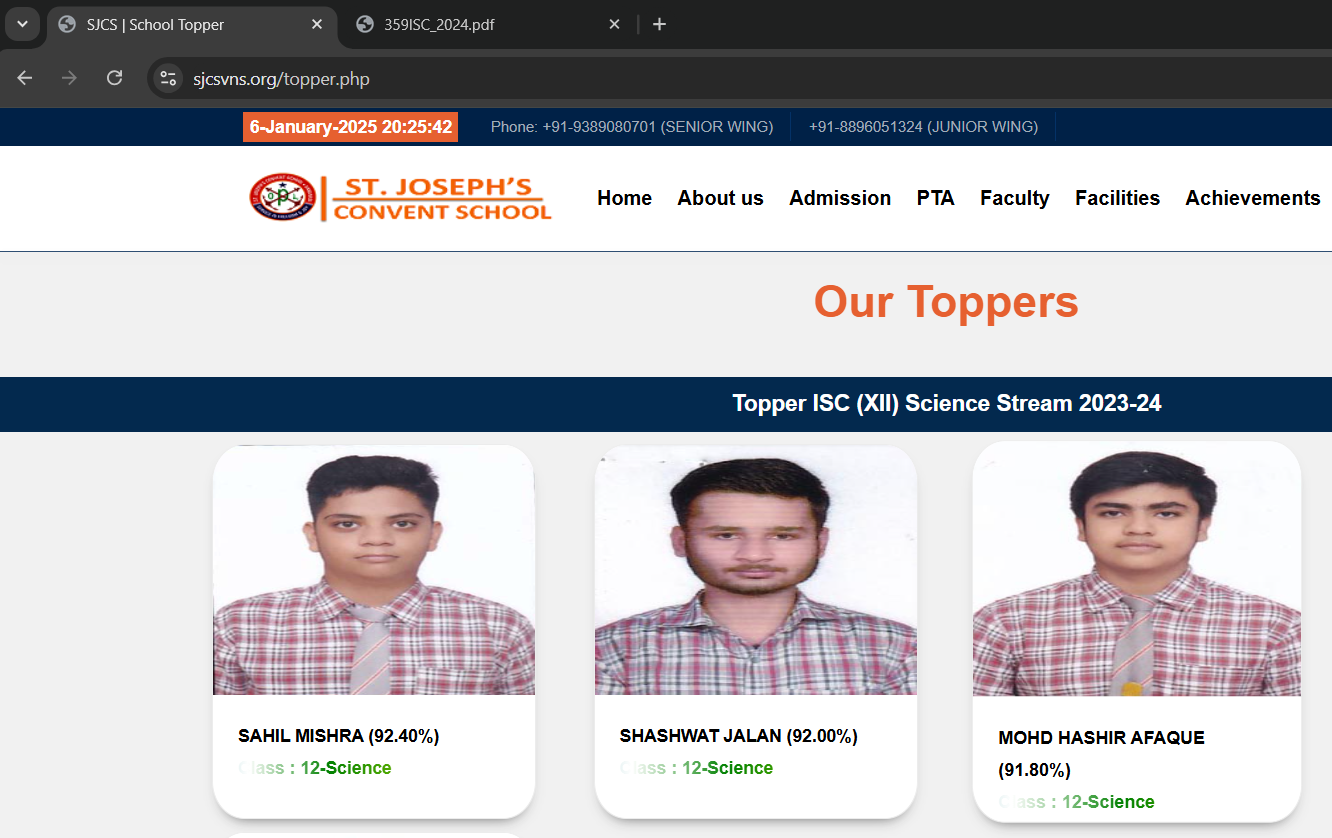 SJCS | School Topper
359ISC_2024.pdf
sjcsvns.org/topper.php
6-January-2025 20:25:42
Phone: +91-9389080701 (SENIOR WING)
+91-8896051324 (JUNIOR WING)
ST. JOSEPH'S
CONVENT SCHOOL
Home About us Admission PTA Faculty Facilities Achievements
Our Toppers
Topper ISC (XII) Science Stream 2023-24
SAHIL MISHRA (92.40%)
Class : 12-Science
SHASHWAT JALAN (92.00%)
Class : 12-Science
MOHD HASHIR AFAQUE
(91.80%)
Class : 12-Science